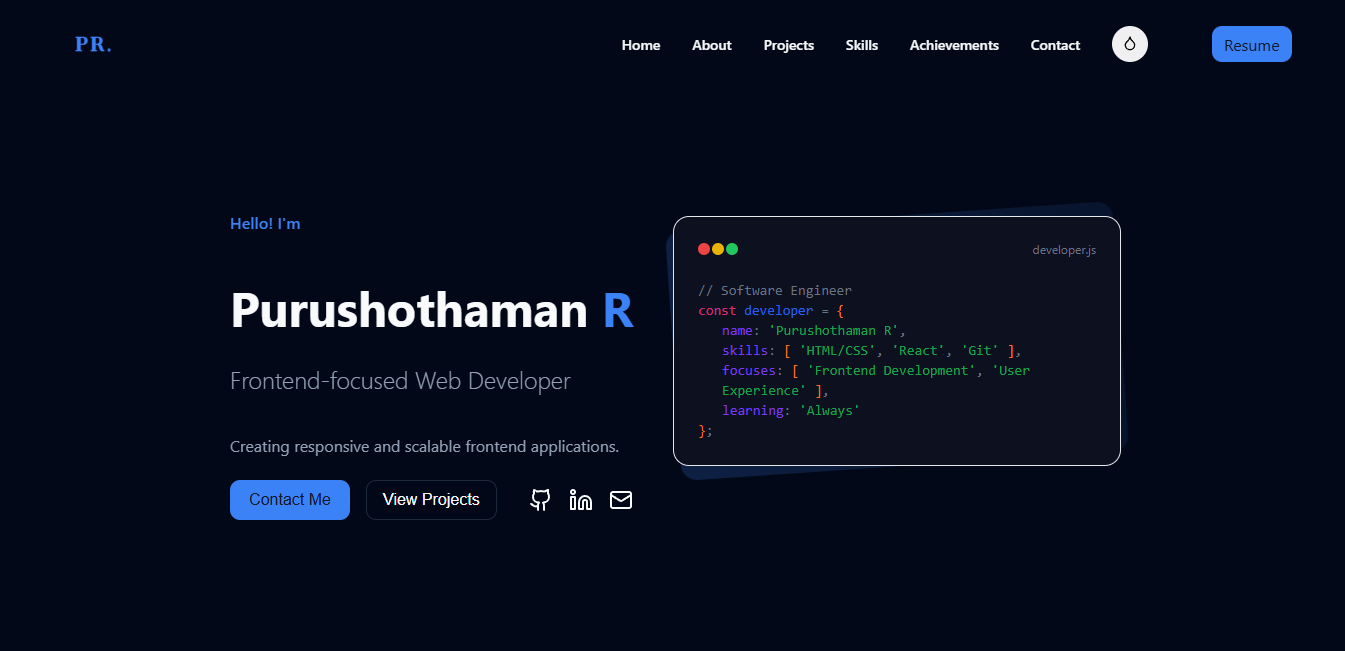 PR.
Home About Projects Skills Achievements Contact
Resume
Hello! I'm
Purushothaman R
Frontend-focused Web Developer
Creating responsive and scalable frontend applications.
Contact Me
View Projects
developer.js
// Software Engineer
const developer = {
name: 'Purushothaman R',
skills: [ 'HTML/CSS', 'React', 'Git' ],
focuses: [ 'Frontend Development', 'User
Experience' ],
learning: 'Always'
};